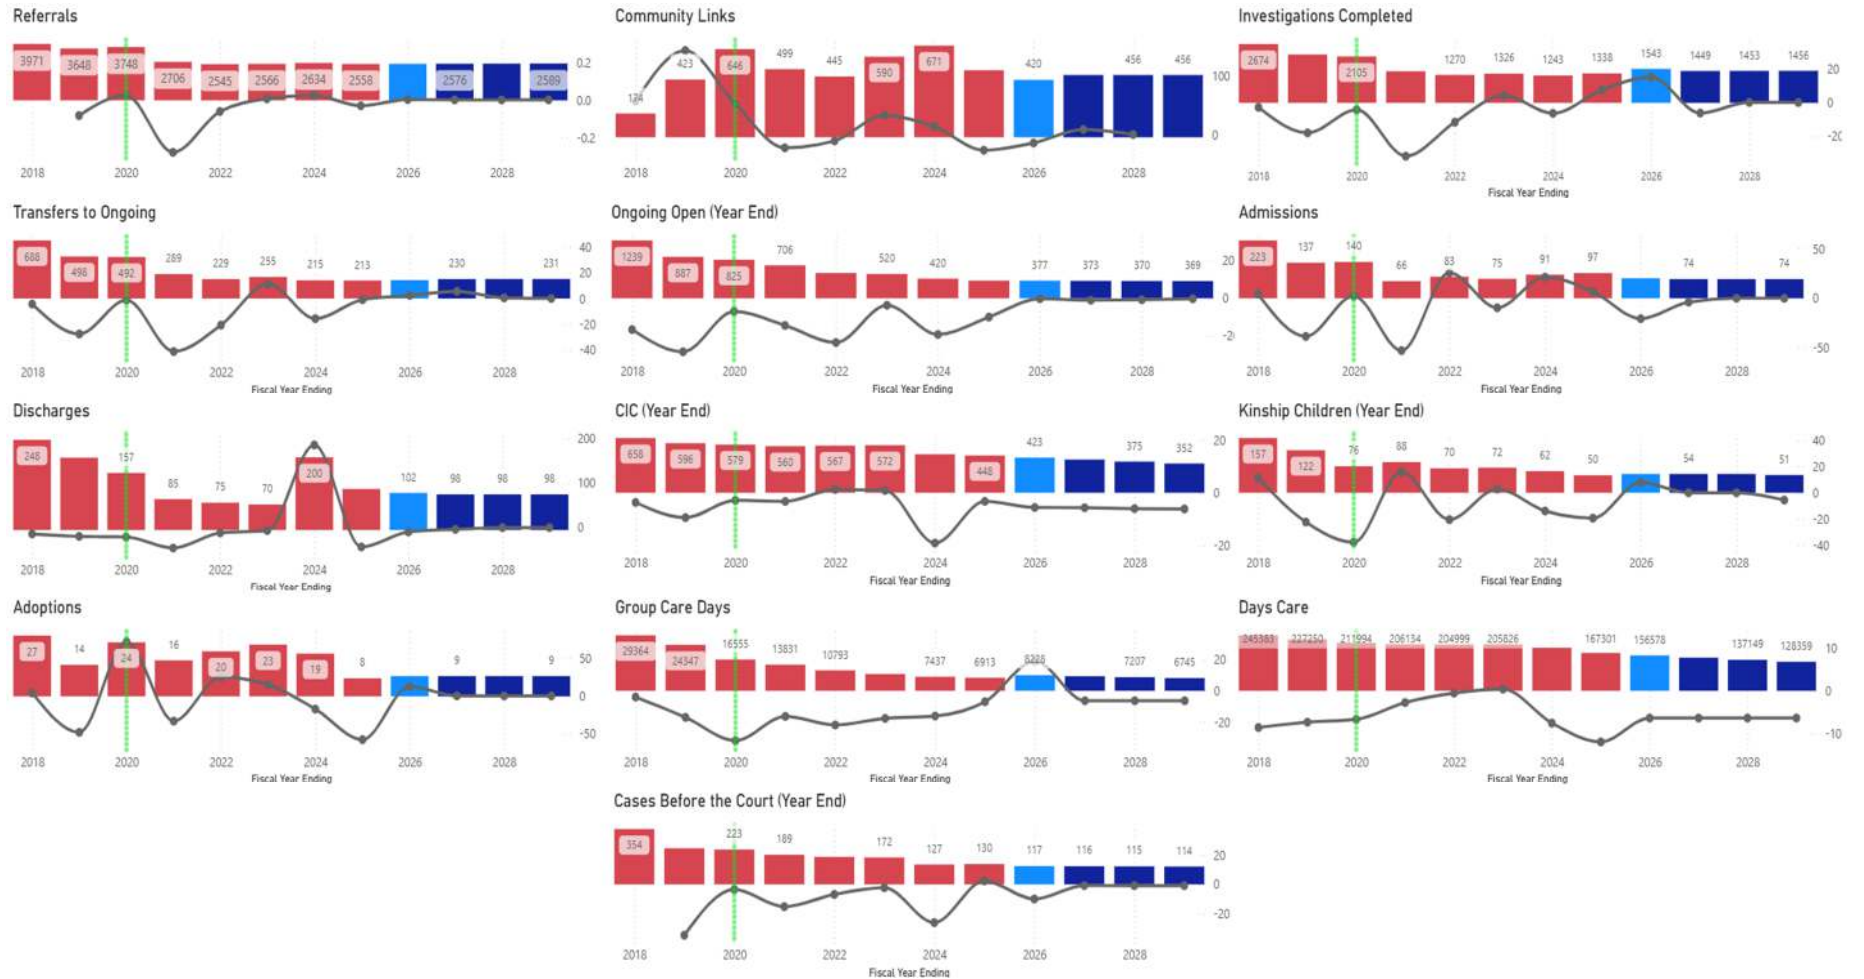 Referrals
3971 3648 3748 2706 2545 2566 2634 2558 2576 2589
0.2
0.0
-0.2
2018 2020 2022 2024 2026 2028
Community Links
174 423 646 499 445 590 671 420 456 456
100
0
2018 2020 2022 2024 2026 2028
Investigations Completed
2674 2105 1270 1326 1243 1338 1543 1449 1453 1456
20
0
-20
2018 2020 2022 2024 2026 2028
Fiscal Year Ending
Transfers to Ongoing
688 498 492 289 229 255 215 213 230 231
40
20
0
-20
-40
2018 2020 2022 2024 2026 2028
Fiscal Year Ending
Ongoing Open (Year End)
1239 887 825 706 520 420 377 373 370 369
20
0
-2
2018 2020 2022 2024 2026 2028
Fiscal Year Ending
Admissions
223 137 140 66 83 75 91 97 74 74
50
0
-50
2018 2020 2022 2024 2026 2028
Fiscal Year Ending
Discharges
248 157 85 75 70 200 102 98 98 98
200
100
0
2018 2020 2022 2024 2026 2028
Fiscal Year Ending
CIC (Year End)
658 596 579 560 567 572 448 423 375 352
20
0
-20
2018 2020 2022 2024 2026 2028
Fiscal Year Ending
Kinship Children (Year End)
157 122 76 88 70 72 62 50 54 51
40
20
0
-20
-40
2018 2020 2022 2024 2026 2028
Fiscal Year Ending
Adoptions
27 14 24 16 20 23 19 8 9 9
50
0
-50
2018 2020 2022 2024 2026 2028
Fiscal Year Ending
Group Care Days
29364 24347 16555 13831 10793 7437 6913 8228 7207 6745
20
0
-20
2018 2020 2022 2024 2026 2028
Fiscal Year Ending
Days Care
245383 227250 211994 206134 204999 205826 167301 156578 137149 128359
10
0
-10
2018 2020 2022 2024 2026 2028
Fiscal Year Ending
Cases Before the Court (Year End)
354 223 189 172 127 130 117 116 115 114
20
0
-20
2018 2020 2022 2024 2026 2028
Fiscal Year Ending